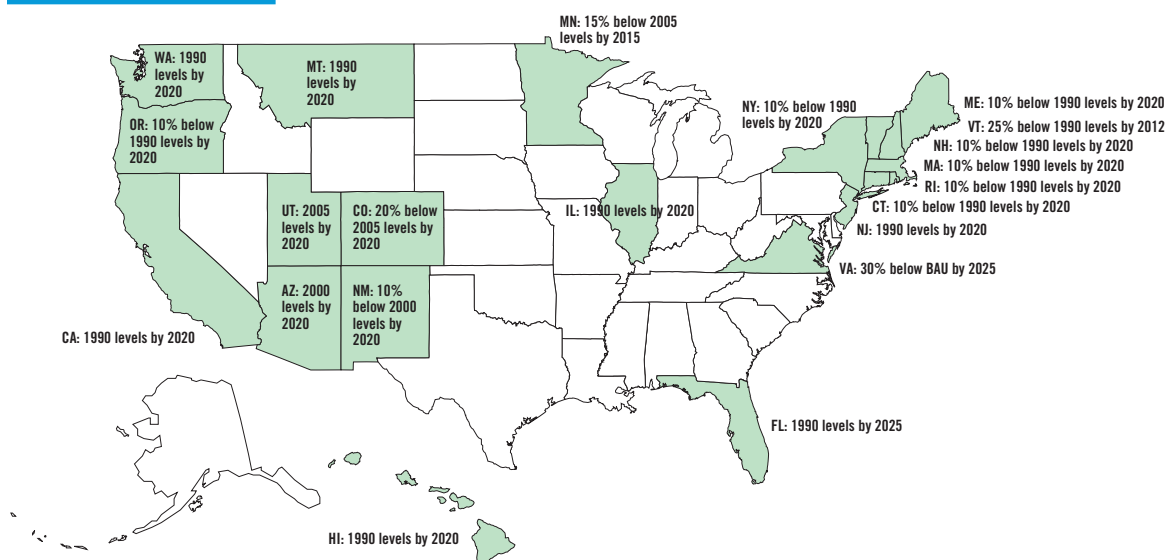 MN: 15% below 2005
levels by 2015
WA: 1990
levels by
2020
MT: 1990
levels by
2020
NY: 10% below 1990
levels by 2020
ME: 10% below 1990 levels by 2020
VT: 25% below 1990 levels by 2012
OR: 10% below
1990 levels by
2020
NH: 10% below 1990 levels by 2020
MA: 10% below 1990 levels by 2020
RI: 10% below 1990 levels by 2020
CT: 10% below 1990 levels by 2020
UT: 2005
levels by
2020
CO: 20% below
2005 levels by
2020
IL: 1990 levels by 2020
NJ: 1990 levels by 2020
VA: 30% below BAU by 2025
AZ: 2000
levels by
2020
NM: 10%
below 2000
levels by
2020
CA: 1990 levels by 2020
FL: 1990 levels by 2025
HI: 1990 levels by 2020